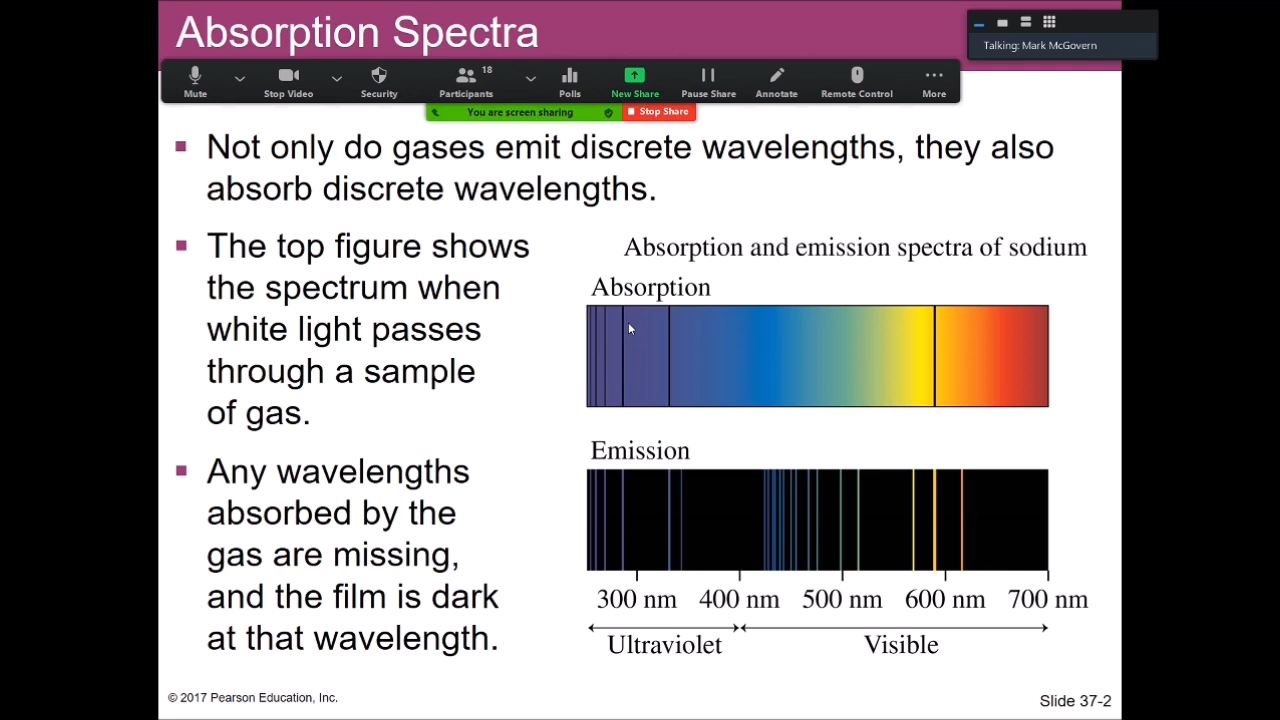 Absorption Spectra
Talking: Mark McGovern
18
Mute Stop Video Security Participants Polls New Share Pause Share Annotate Remote Control More
You are screen sharing Stop Share
Not only do gases emit discrete wavelengths, they also
absorb discrete wavelengths.
The top figure shows
the spectrum when
white light passes
through a sample
of gas.
Any wavelengths
absorbed by the
gas are missing,
and the film is dark
at that wavelength.
Absorption and emission spectra of sodium
Absorption
Emission
300 nm 400 nm 500 nm 600 nm 700 nm
Ultraviolet Visible
© 2017 Pearson Education, Inc.
Slide 37-2